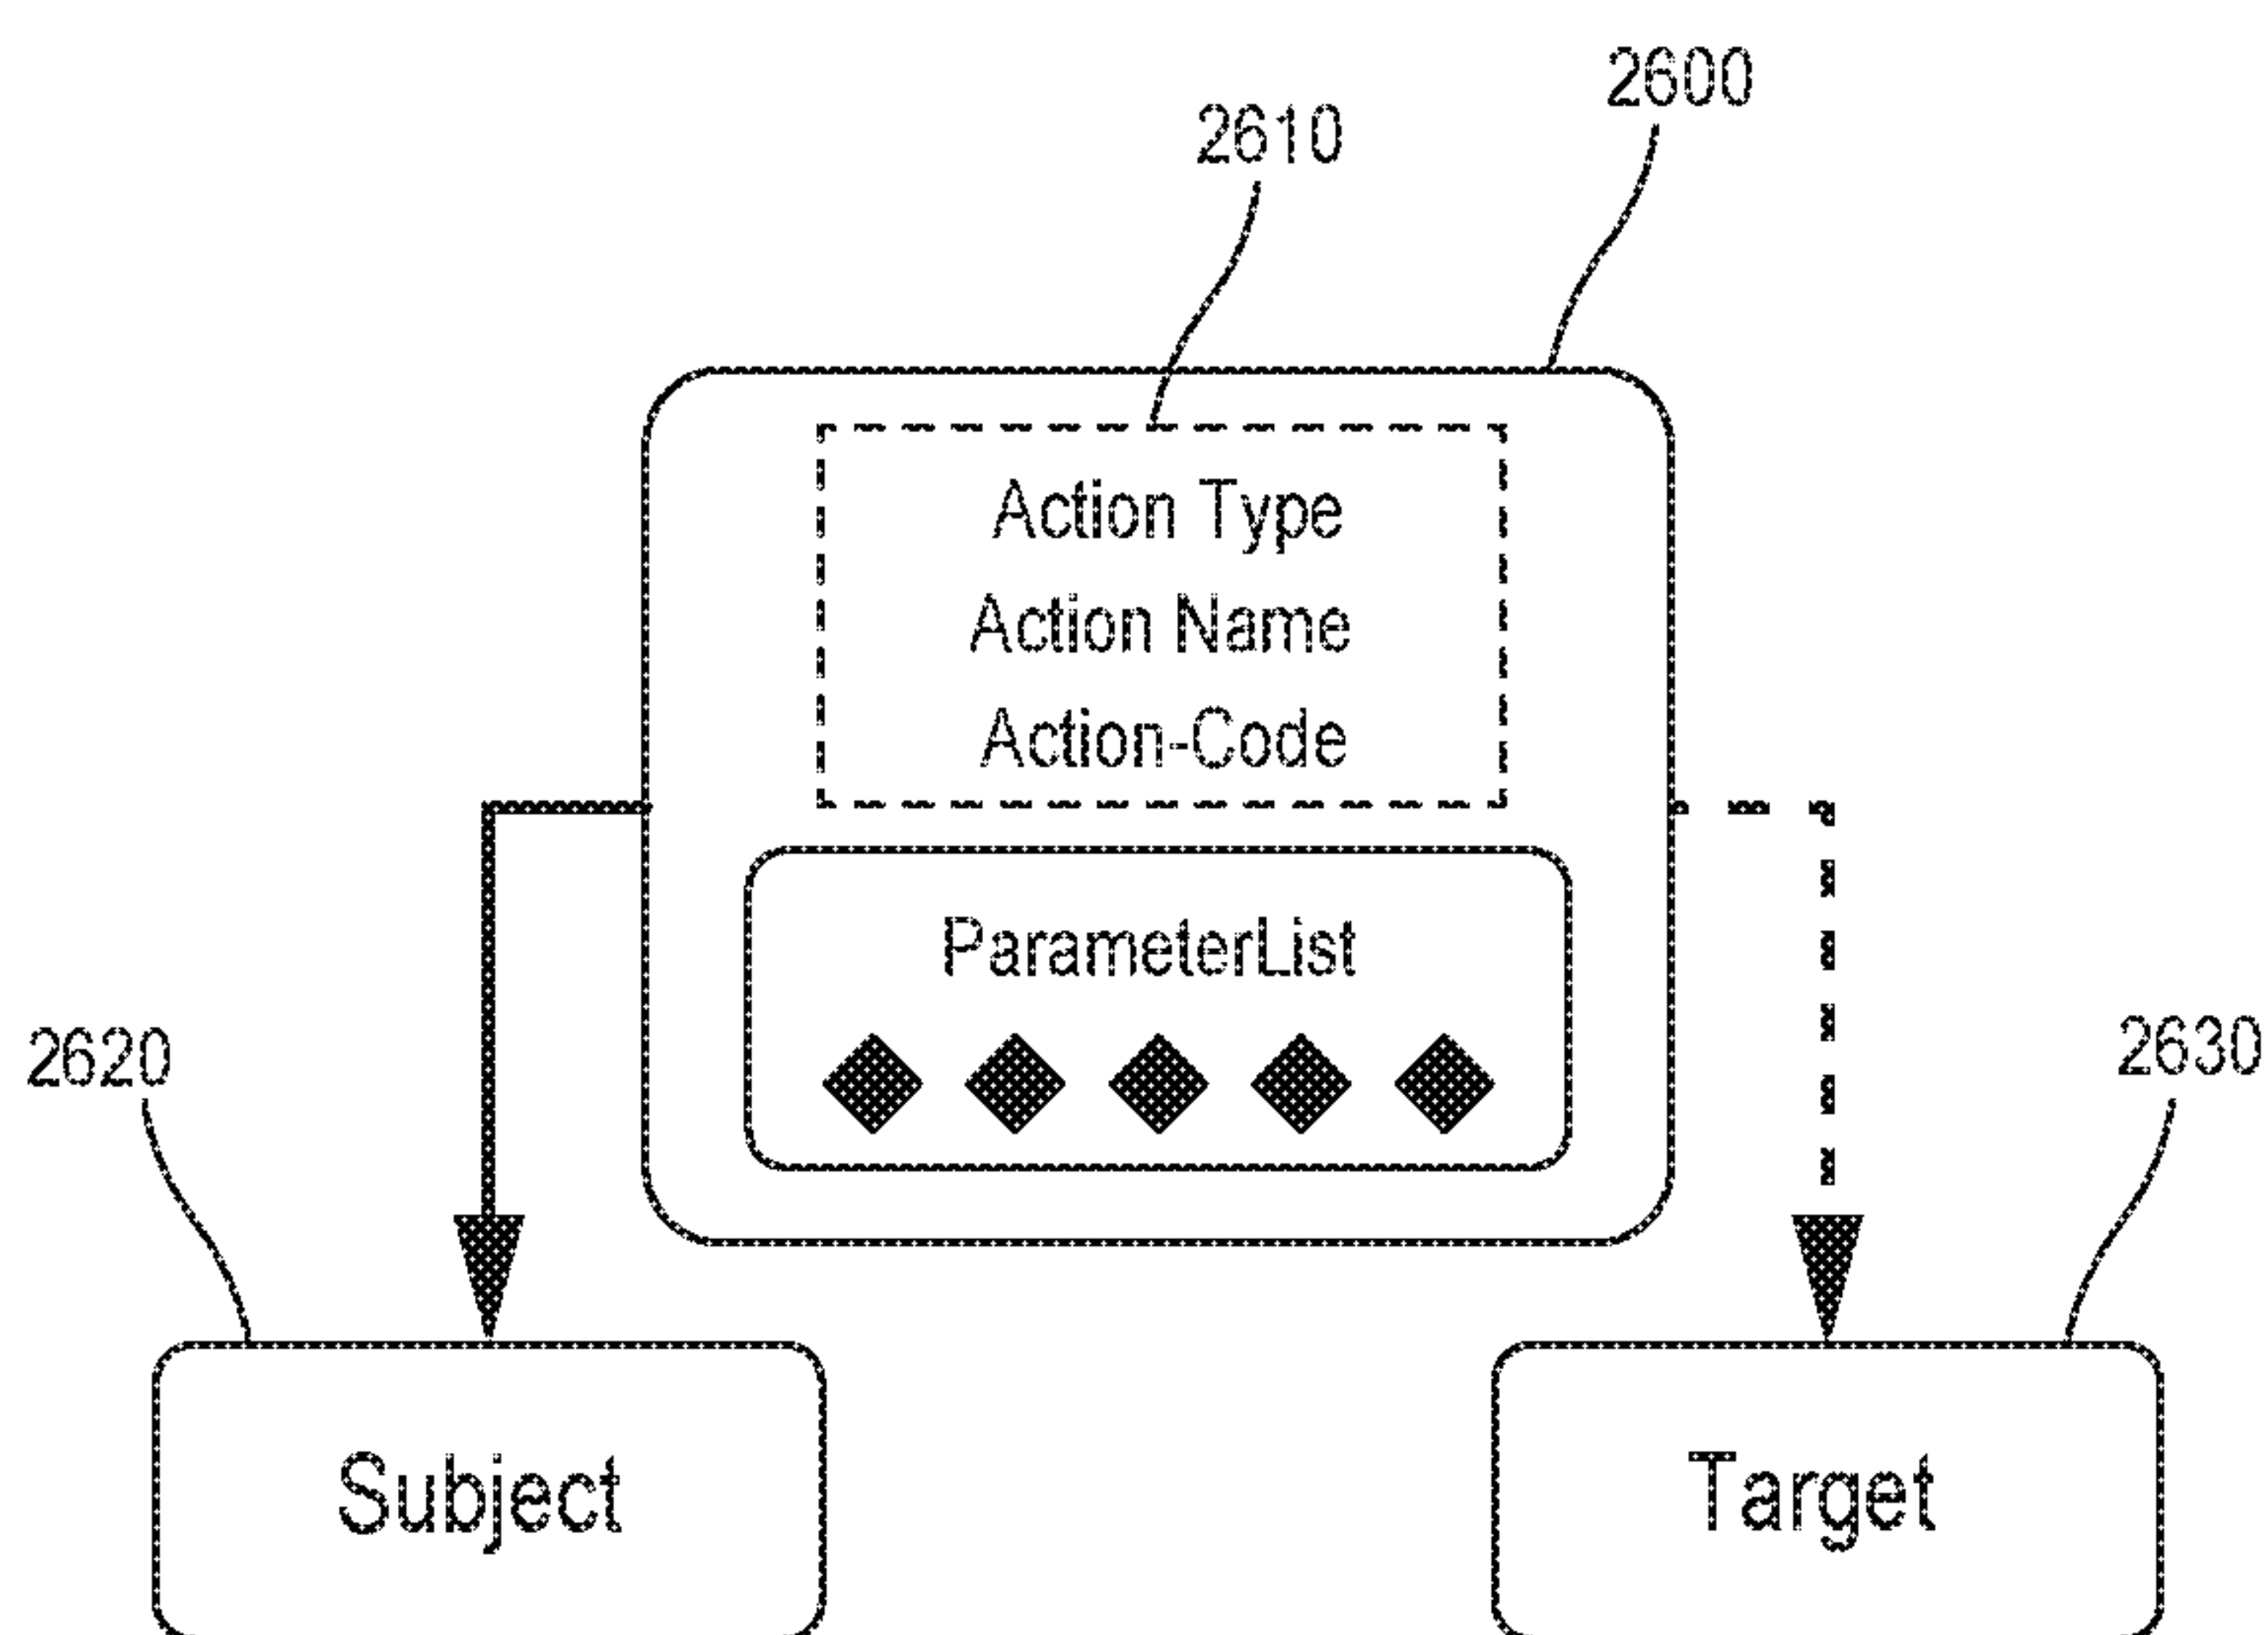 2600
2610
Action Type
Action Name
Action-Code
ParameterList
2620
2630
Subject
Target